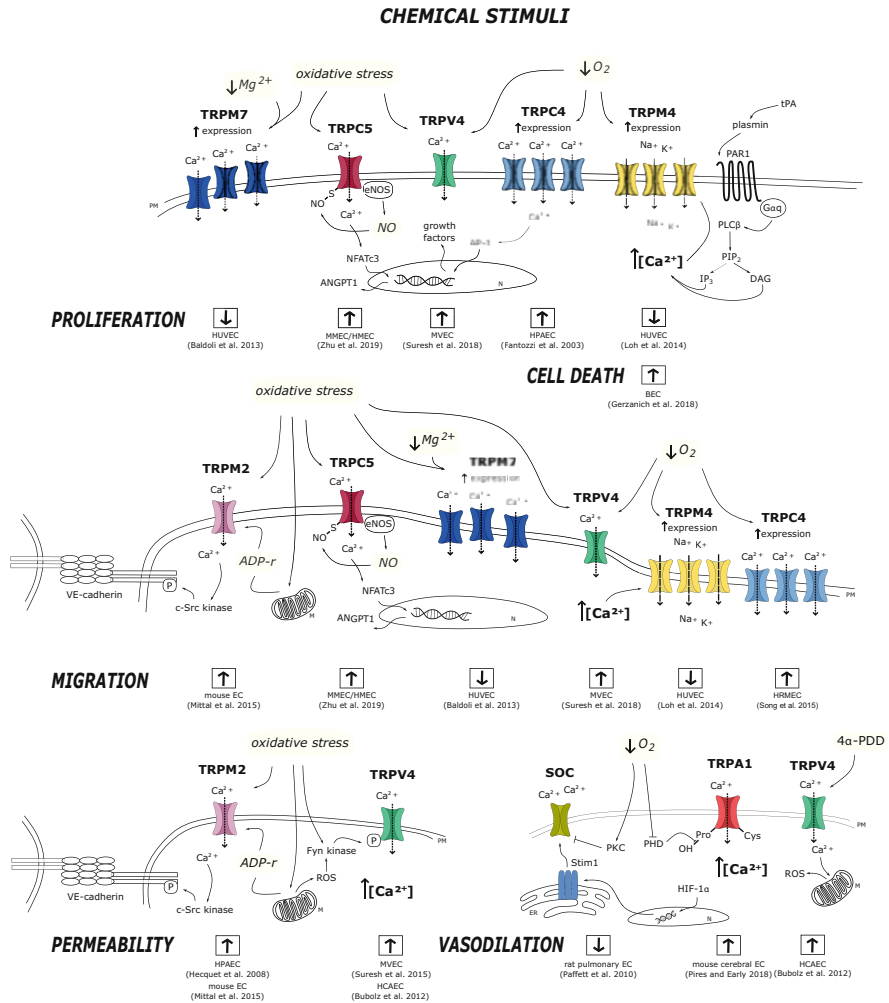 CHEMICAL STIMULI
↓Mg²⁺
oxidative stress
↓O₂
TRPM7
↑ expression
TRPC5
TRPV4
TRPC4
↑expression
TRPM4
↑expression
tPA
plasmin
PAR1
Ca²⁺ Ca²⁺ Ca²⁺
Ca²⁺
Ca²⁺
Ca²⁺ Ca²⁺ Ca²⁺
Na⁺ K⁺
PM
NO
S
eNOS
Ca²⁺
NO
growth
factors
AP-1
Ca²⁺
Na⁺ K⁺
Gαq
PLCβ
NFATc3
ANGPT1
N
↑[Ca²⁺]
PIP₂
IP₃
DAG
PROLIFERATION
↓
HUVEC
(Baldoli et al. 2013)
↑
MMEC/HMEC
(Zhu et al. 2019)
↑
MVEC
(Suresh et al. 2018)
↑
HPAEC
(Fantozzi et al. 2003)
↓
HUVEC
(Loh et al. 2014)
CELL DEATH
↑
BEC
(Gerzanich et al. 2018)
oxidative stress
↓Mg²⁺
↓O₂
TRPM2
TRPC5
TRPM7
↑ expression
TRPV4
TRPM4
↑expression
TRPC4
↑expression
Ca²⁺
Ca²⁺
Ca²⁺ Ca²⁺ Ca²⁺
Ca²⁺
Na⁺ K⁺
Ca²⁺ Ca²⁺ Ca²⁺
NO
S
eNOS
Ca²⁺
ADP-r
Ca²⁺
NO
VE-cadherin
P
c-Src kinase
M
NFATc3
ANGPT1
N
↑[Ca²⁺]
Na⁺ K⁺
PM
MIGRATION
↑
mouse EC
(Mittal et al. 2015)
↑
MMEC/HMEC
(Zhu et al. 2019)
↓
HUVEC
(Baldoli et al. 2013)
↑
MVEC
(Suresh et al. 2018)
↓
HUVEC
(Loh et al. 2014)
↑
HRMEC
(Song et al. 2015)
oxidative stress
TRPM2
TRPV4
Ca²⁺
Ca²⁺
PM
Ca²⁺
ADP-r
Fyn kinase
P
ROS
VE-cadherin
P
c-Src kinase
M
↑[Ca²⁺]
PERMEABILITY
↑
HPAEC
(Hecquet et al. 2008)
mouse EC
(Mittal et al. 2015)
↑
MVEC
(Suresh et al. 2015)
HCAEC
(Bubolz et al. 2012)
↓O₂
4α-PDD
SOC
TRPA1
TRPV4
Ca²⁺ Ca²⁺
Ca²⁺
Ca²⁺
PM
PKC
PHD
OH
Pro
Cys
Ca²⁺
Stim1
↑[Ca²⁺]
ROS
HIF-1α
ER
N
M
VASODILATION
↓
rat pulmonary EC
(Paffett et al. 2010)
↑
mouse cerebral EC
(Pires and Early 2018)
↑
HCAEC
(Bubolz et al. 2012)